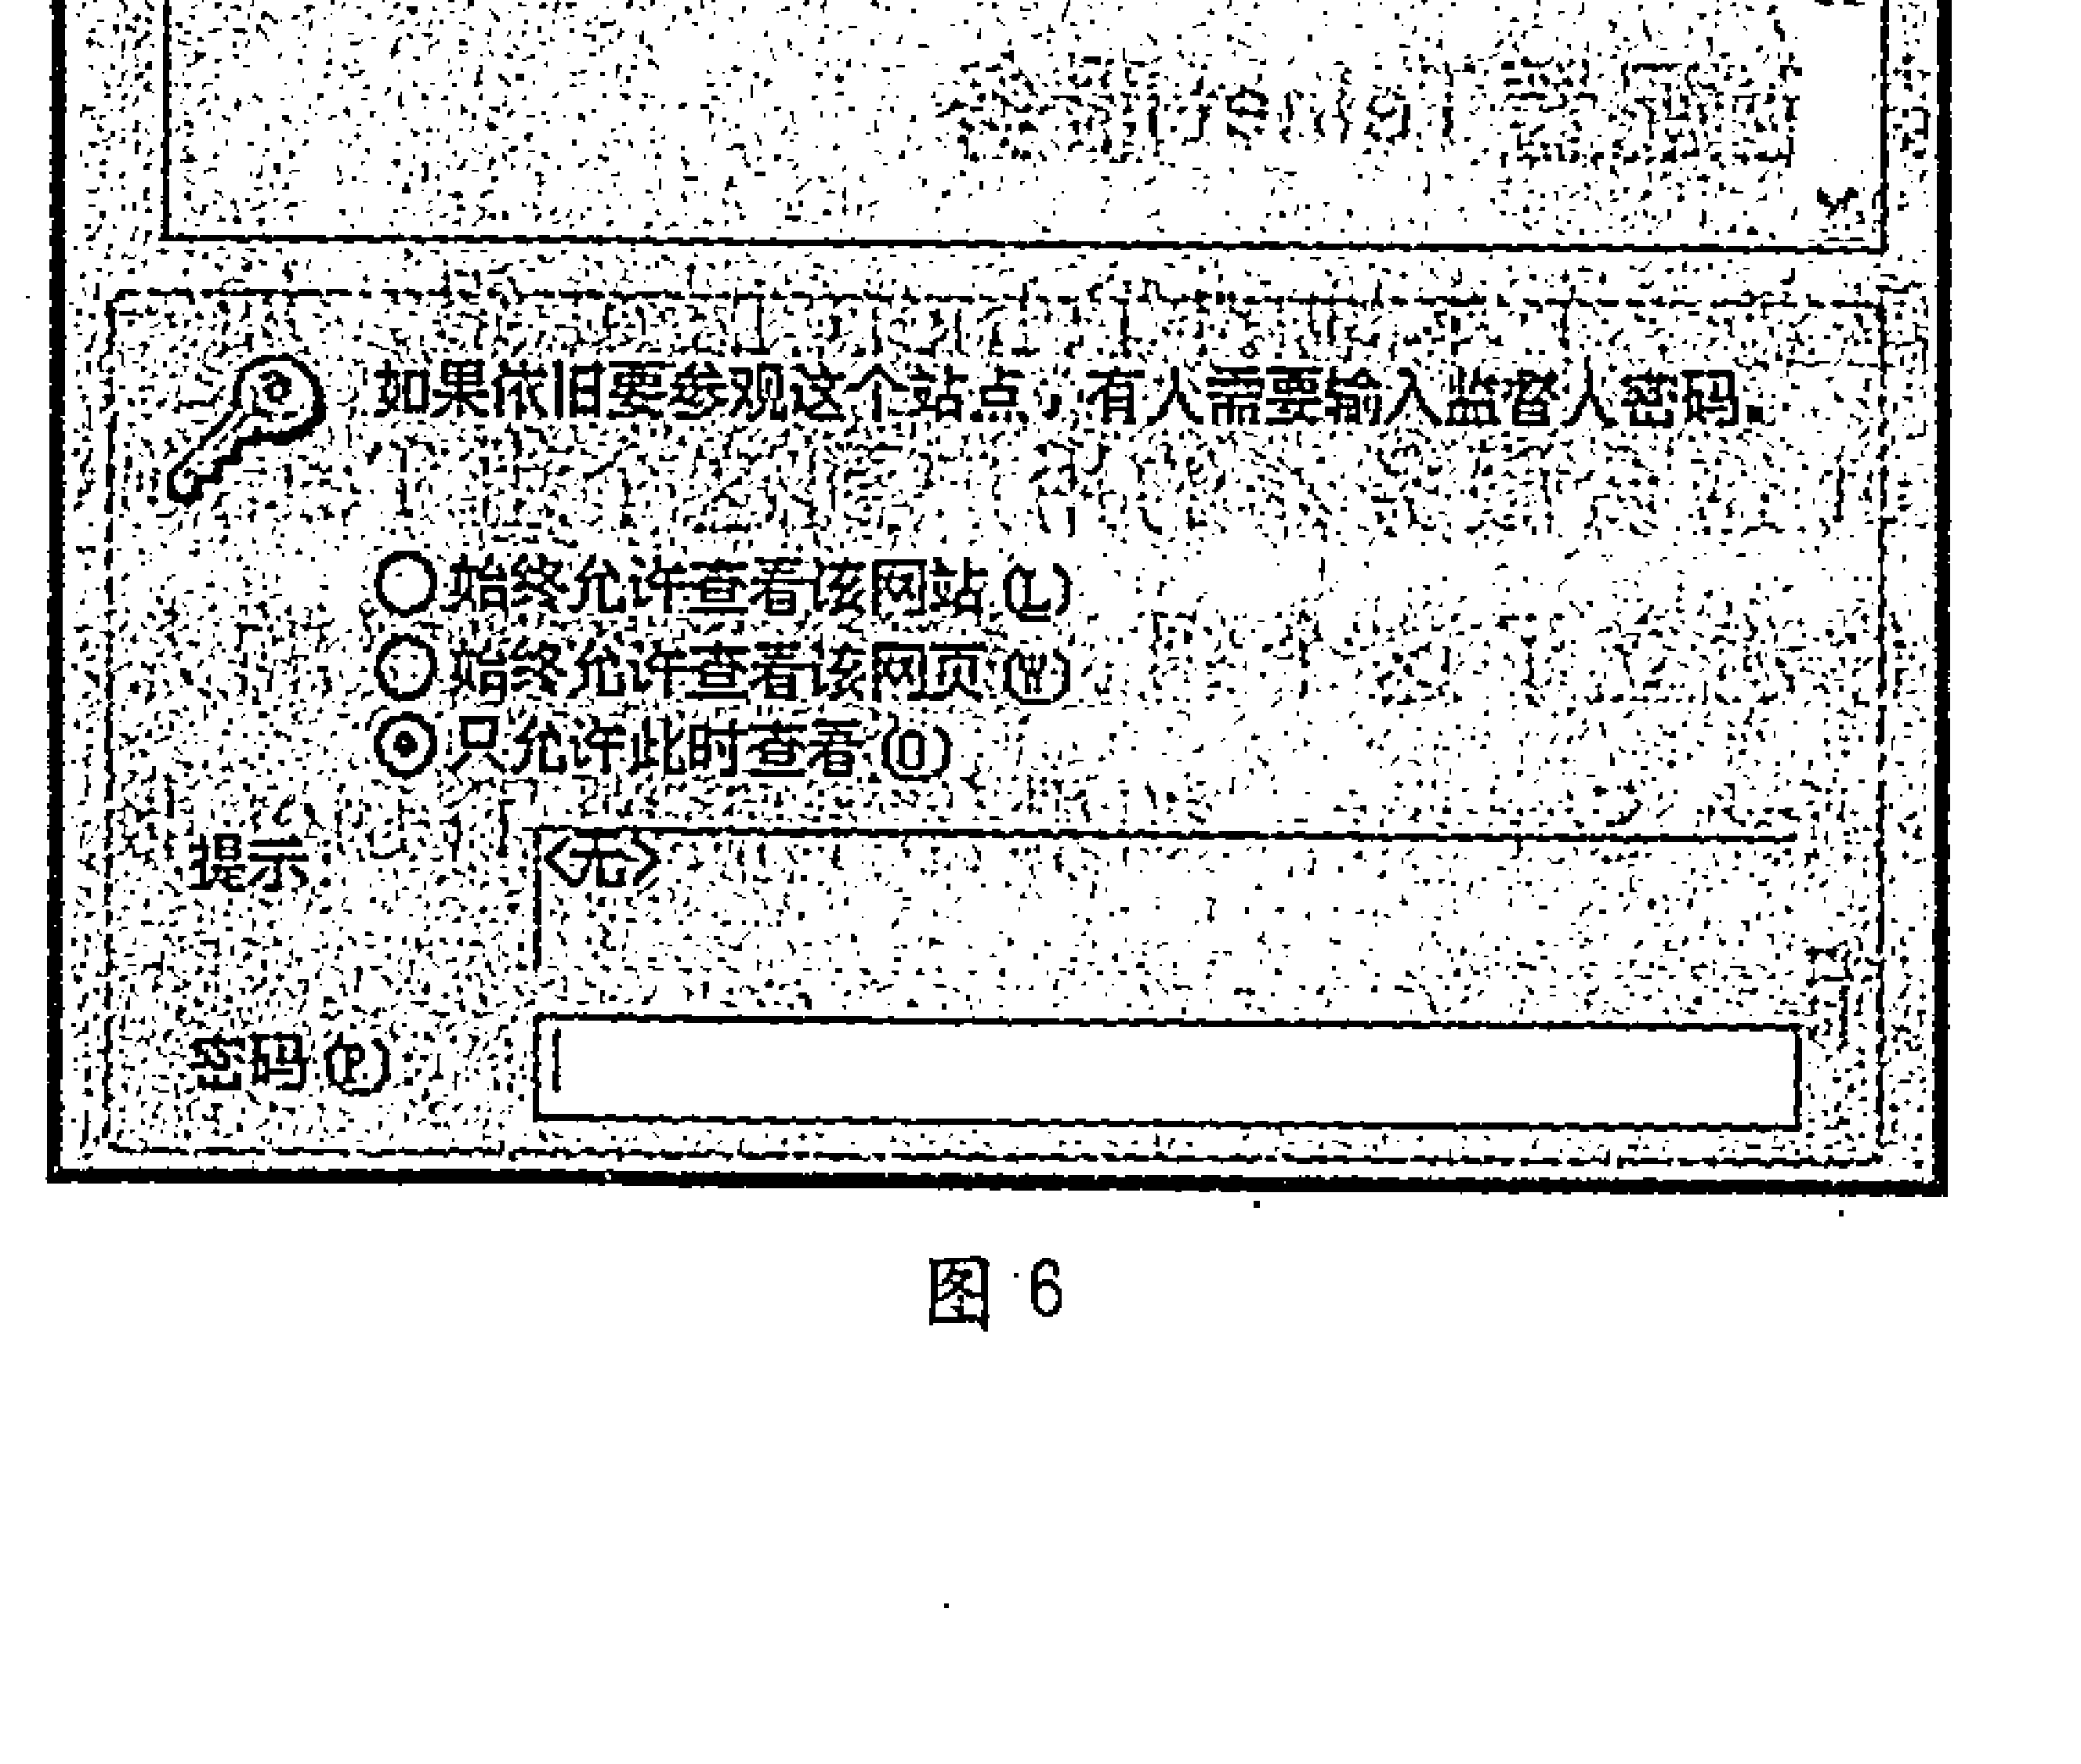 如果依旧要参观这个站点，有人需要输入监督人密码.
始终允许查看该网站(L)
始终允许查看该网页(W)
只允许此时查看(O)
提示
<无>
密码(P)
图 6